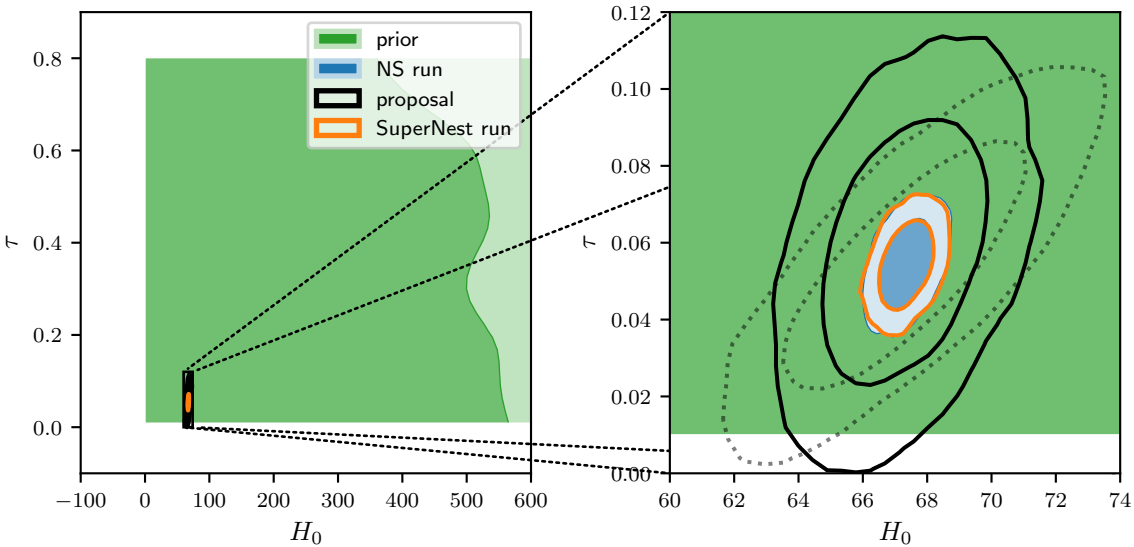 prior
NS run
proposal
SuperNest run
0.8
0.6
0.4
0.2
0.0
τ
−100 0 100 200 300 400 500 600
H₀
0.12
0.10
0.08
0.06
0.04
0.02
0.00
τ
60 62 64 66 68 70 72 74
H₀